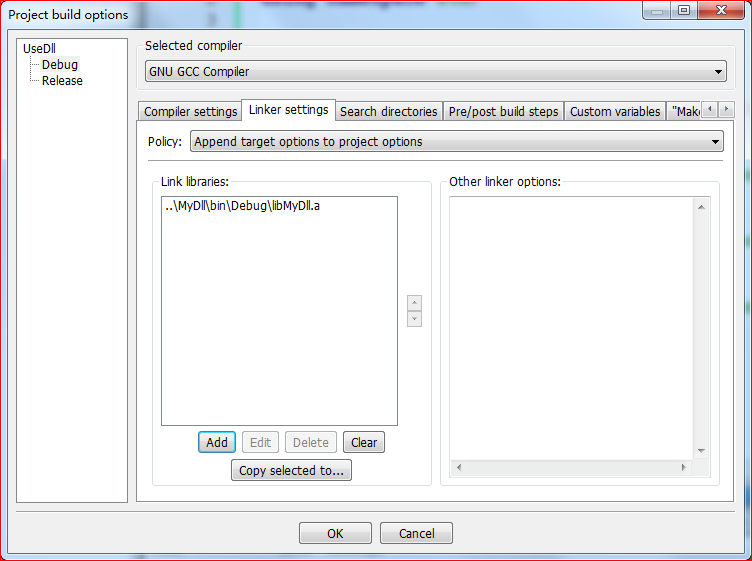 Project build options
UseDll
Debug
Release
Selected compiler
GNU GCC Compiler
Compiler settings
Linker settings
Search directories
Pre/post build steps
Custom variables
"Make
Policy:
Append target options to project options
Link libraries:
Other linker options:
..\MyDll\bin\Debug\libMyDll.a
Add
Edit
Delete
Clear
Copy selected to...
OK
Cancel